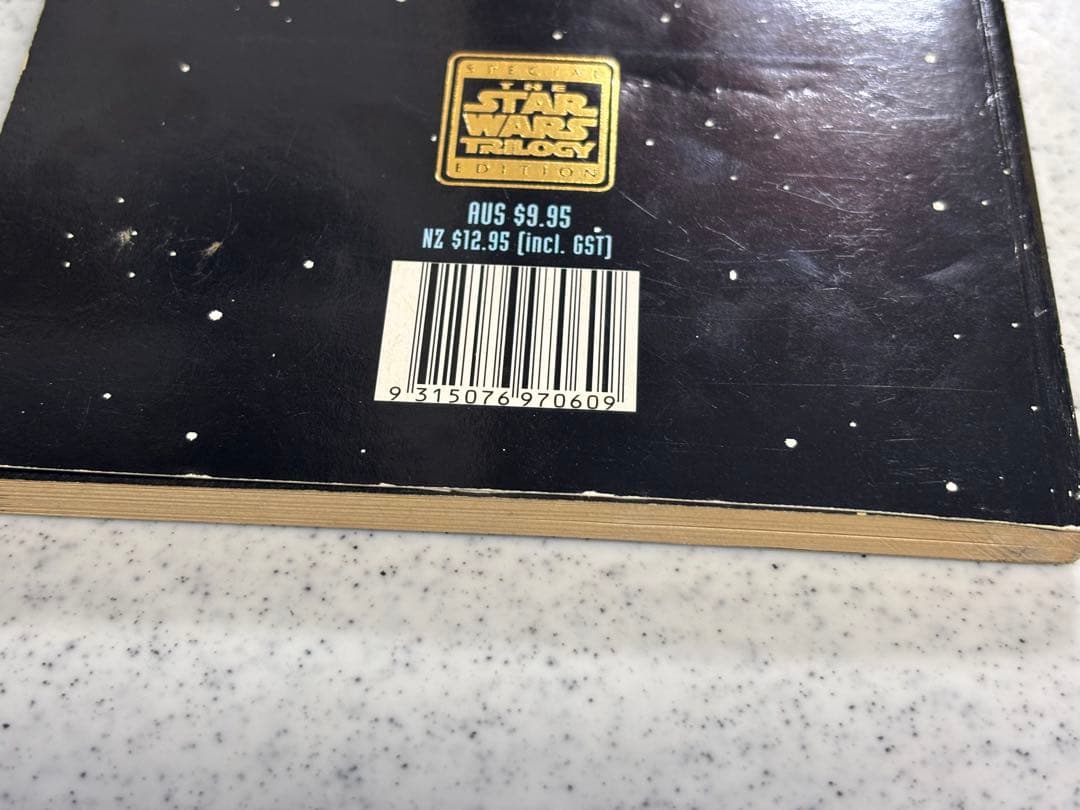 SPECIAL
THE
STAR
WARS
TRILOGY
EDITION
AUS $9.95
NZ $12.95 (incl. GST)
9 315076 970609